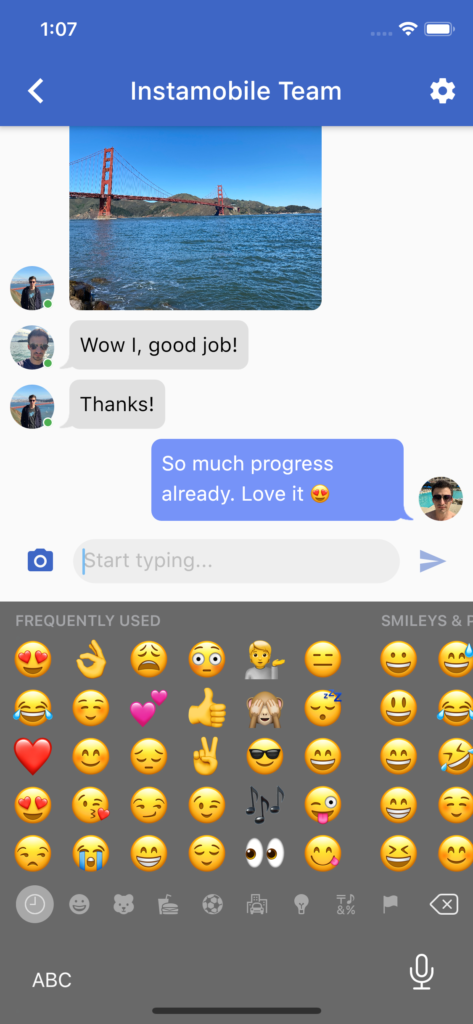 1:07
Instamobile Team
Wow I, good job!
Thanks!
So much progress
already. Love it 😍
Start typing...
FREQUENTLY USED
SMILEYS & P
ABC